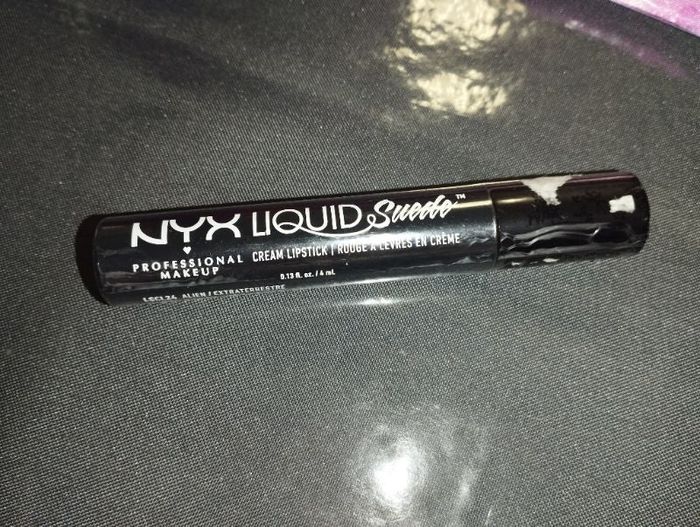 NYX LIQUID Suede™
PROFESSIONAL
MAKEUP
CREAM LIPSTICK | ROUGE À LÈVRES EN CRÈME
0.13 fl. oz. / 4 mL
LSCL24 ALIEN / EXTRATERRESTRE